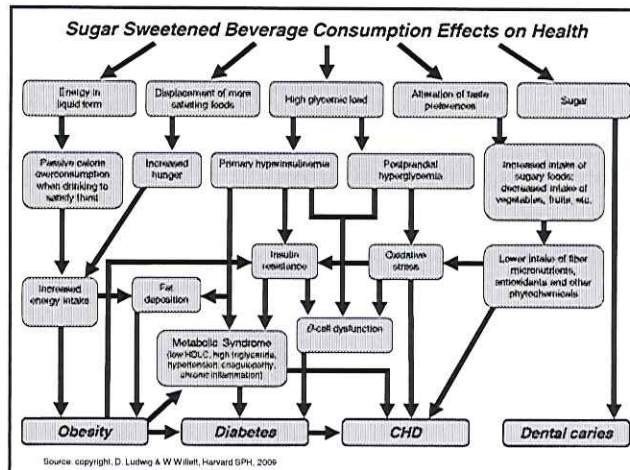 Sugar Sweetened Beverage Consumption Effects on Health
Energy in
liquid form
Displacement of more
satiating foods
High glycemic load
Alteration of taste
preferences
Sugar
Passive calorie
overconsumption
when drinking to
satisfy thirst
Increased
hunger
Primary hyperinsulinemia
Postprandial
hyperglycemia
Increased intake of
sugary foods;
decreased intake of
vegetables, fruits, etc.
Insulin
resistance
Oxidative
stress
Lower intake of fiber
micronutrients,
antioxidants and other
phytochemicals
Increased
energy intake
Fat
deposition
Metabolic Syndrome
(low HDLC, high triglyceride,
hypertension, coagulopathy,
chronic inflammation)
θ-cell dysfunction
Obesity
Diabetes
CHD
Dental caries
Source: copyright, D. Ludwig & W Willett, Harvard SPH, 2009